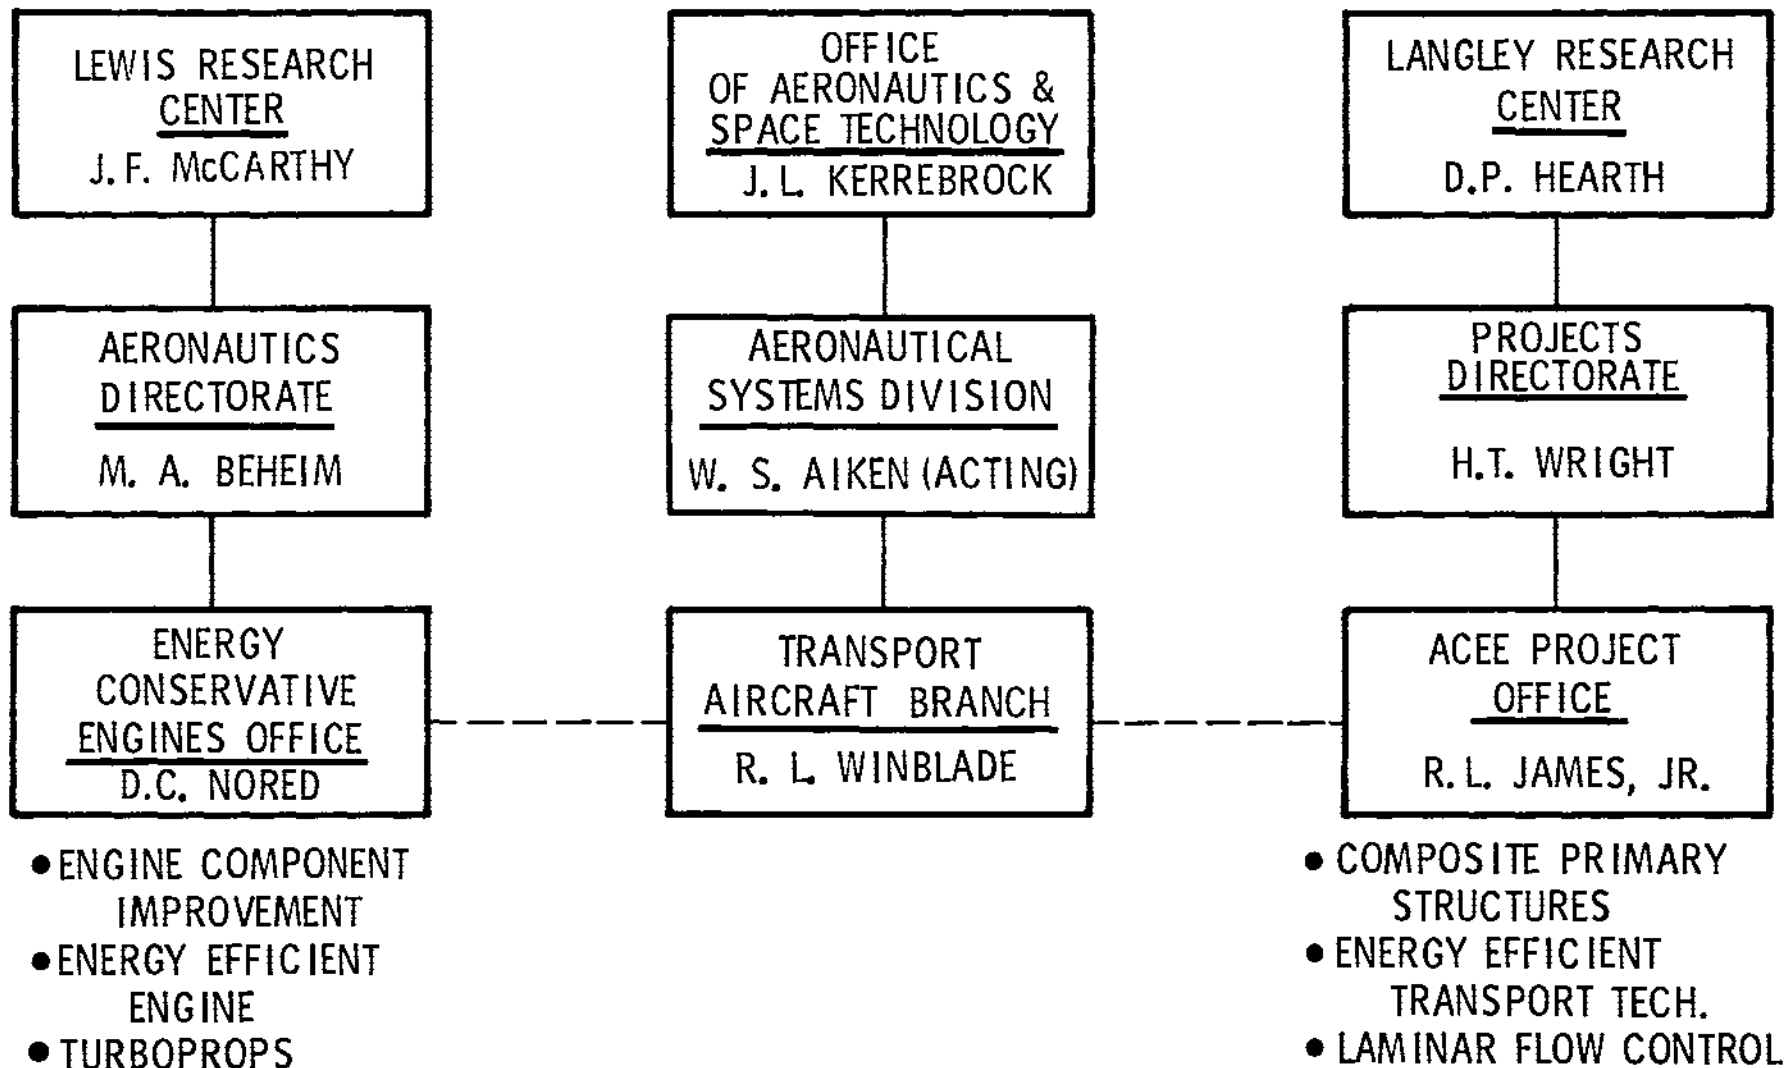 LEWIS RESEARCH
CENTER
J. F. McCARTHY
OFFICE
OF AERONAUTICS &
SPACE TECHNOLOGY
J. L. KERREBROCK
LANGLEY RESEARCH
CENTER
D.P. HEARTH
AERONAUTICS
DIRECTORATE
M. A. BEHEIM
AERONAUTICAL
SYSTEMS DIVISION
W. S. AIKEN (ACTING)
PROJECTS
DIRECTORATE
H.T. WRIGHT
ENERGY
CONSERVATIVE
ENGINES OFFICE
D.C. NORED
TRANSPORT
AIRCRAFT BRANCH
R. L. WINBLADE
ACEE PROJECT
OFFICE
R. L. JAMES, JR.
• ENGINE COMPONENT
IMPROVEMENT
• ENERGY EFFICIENT
ENGINE
• TURBOPROPS
• COMPOSITE PRIMARY
STRUCTURES
• ENERGY EFFICIENT
TRANSPORT TECH.
• LAMINAR FLOW CONTROL